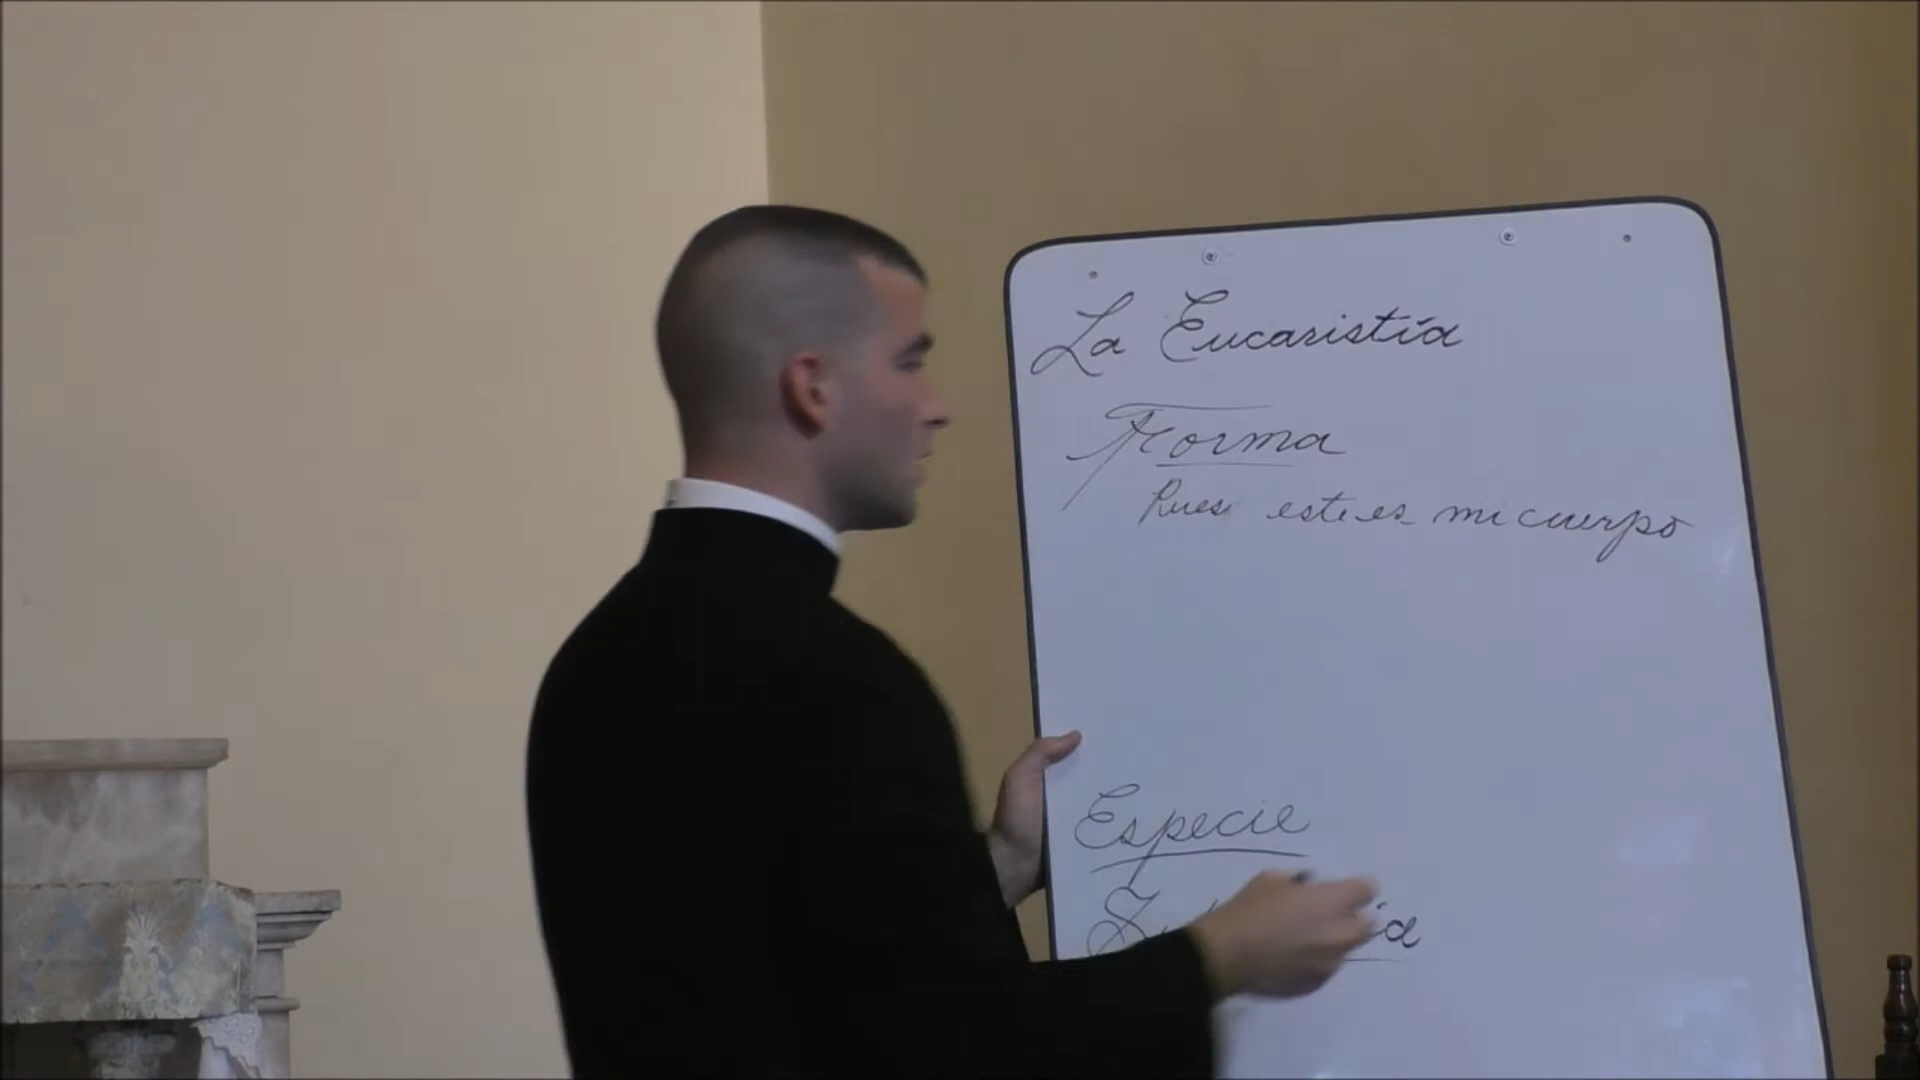 La Eucaristía
Forma
Pues este es mi cuerpo
Especie